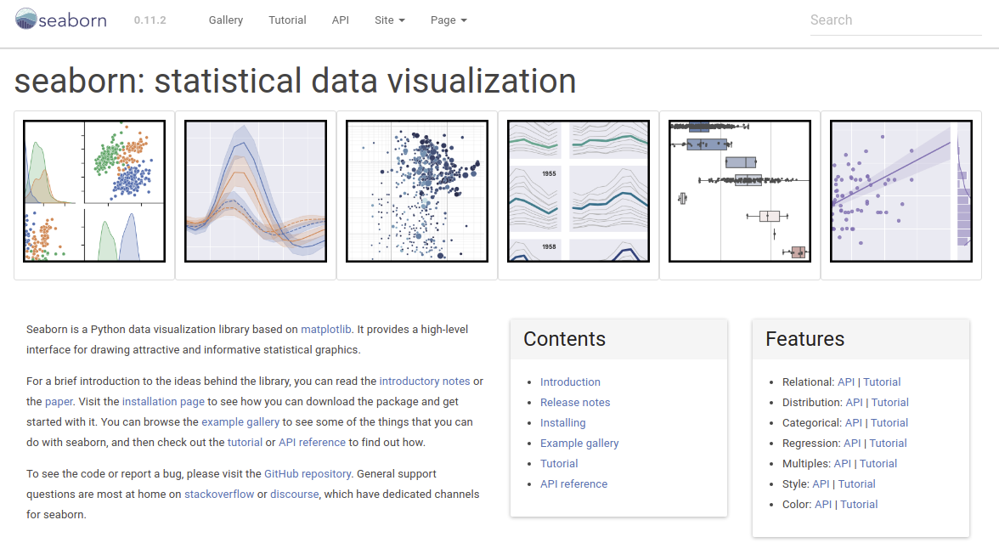 seaborn 0.11.2 Gallery Tutorial API Site Page Search
seaborn: statistical data visualization
1955
1958
Seaborn is a Python data visualization library based on matplotlib. It provides a high-level
interface for drawing attractive and informative statistical graphics.
For a brief introduction to the ideas behind the library, you can read the introductory notes or
the paper. Visit the installation page to see how you can download the package and get
started with it. You can browse the example gallery to see some of the things that you can
do with seaborn, and then check out the tutorial or API reference to find out how.
To see the code or report a bug, please visit the GitHub repository. General support
questions are most at home on stackoverflow or discourse, which have dedicated channels
for seaborn.
Contents
Introduction
Release notes
Installing
Example gallery
Tutorial
API reference
Features
Relational: API | Tutorial
Distribution: API | Tutorial
Categorical: API | Tutorial
Regression: API | Tutorial
Multiples: API | Tutorial
Style: API | Tutorial
Color: API | Tutorial